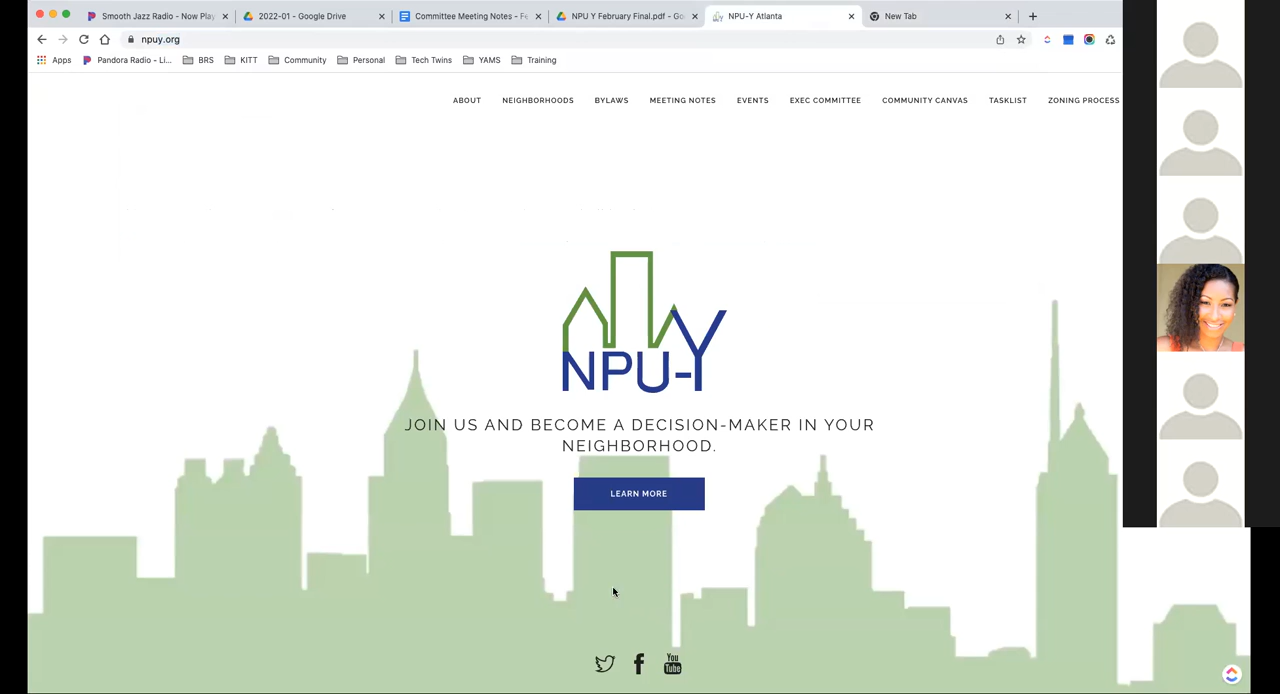 Smooth Jazz Radio - Now Play
2022-01 - Google Drive
Committee Meeting Notes - Fe
NPU Y February Final.pdf - Go
NPU-Y Atlanta
New Tab
npuy.org
Apps
Pandora Radio - Li...
BRS
KITT
Community
Personal
Tech Twins
YAMS
Training
ABOUT
NEIGHBORHOODS
BYLAWS
MEETING NOTES
EVENTS
EXEC COMMITTEE
COMMUNITY CANVAS
TASKLIST
ZONING PROCESS
NPU-Y
JOIN US AND BECOME A DECISION-MAKER IN YOUR
NEIGHBORHOOD.
LEARN MORE
You
Tube